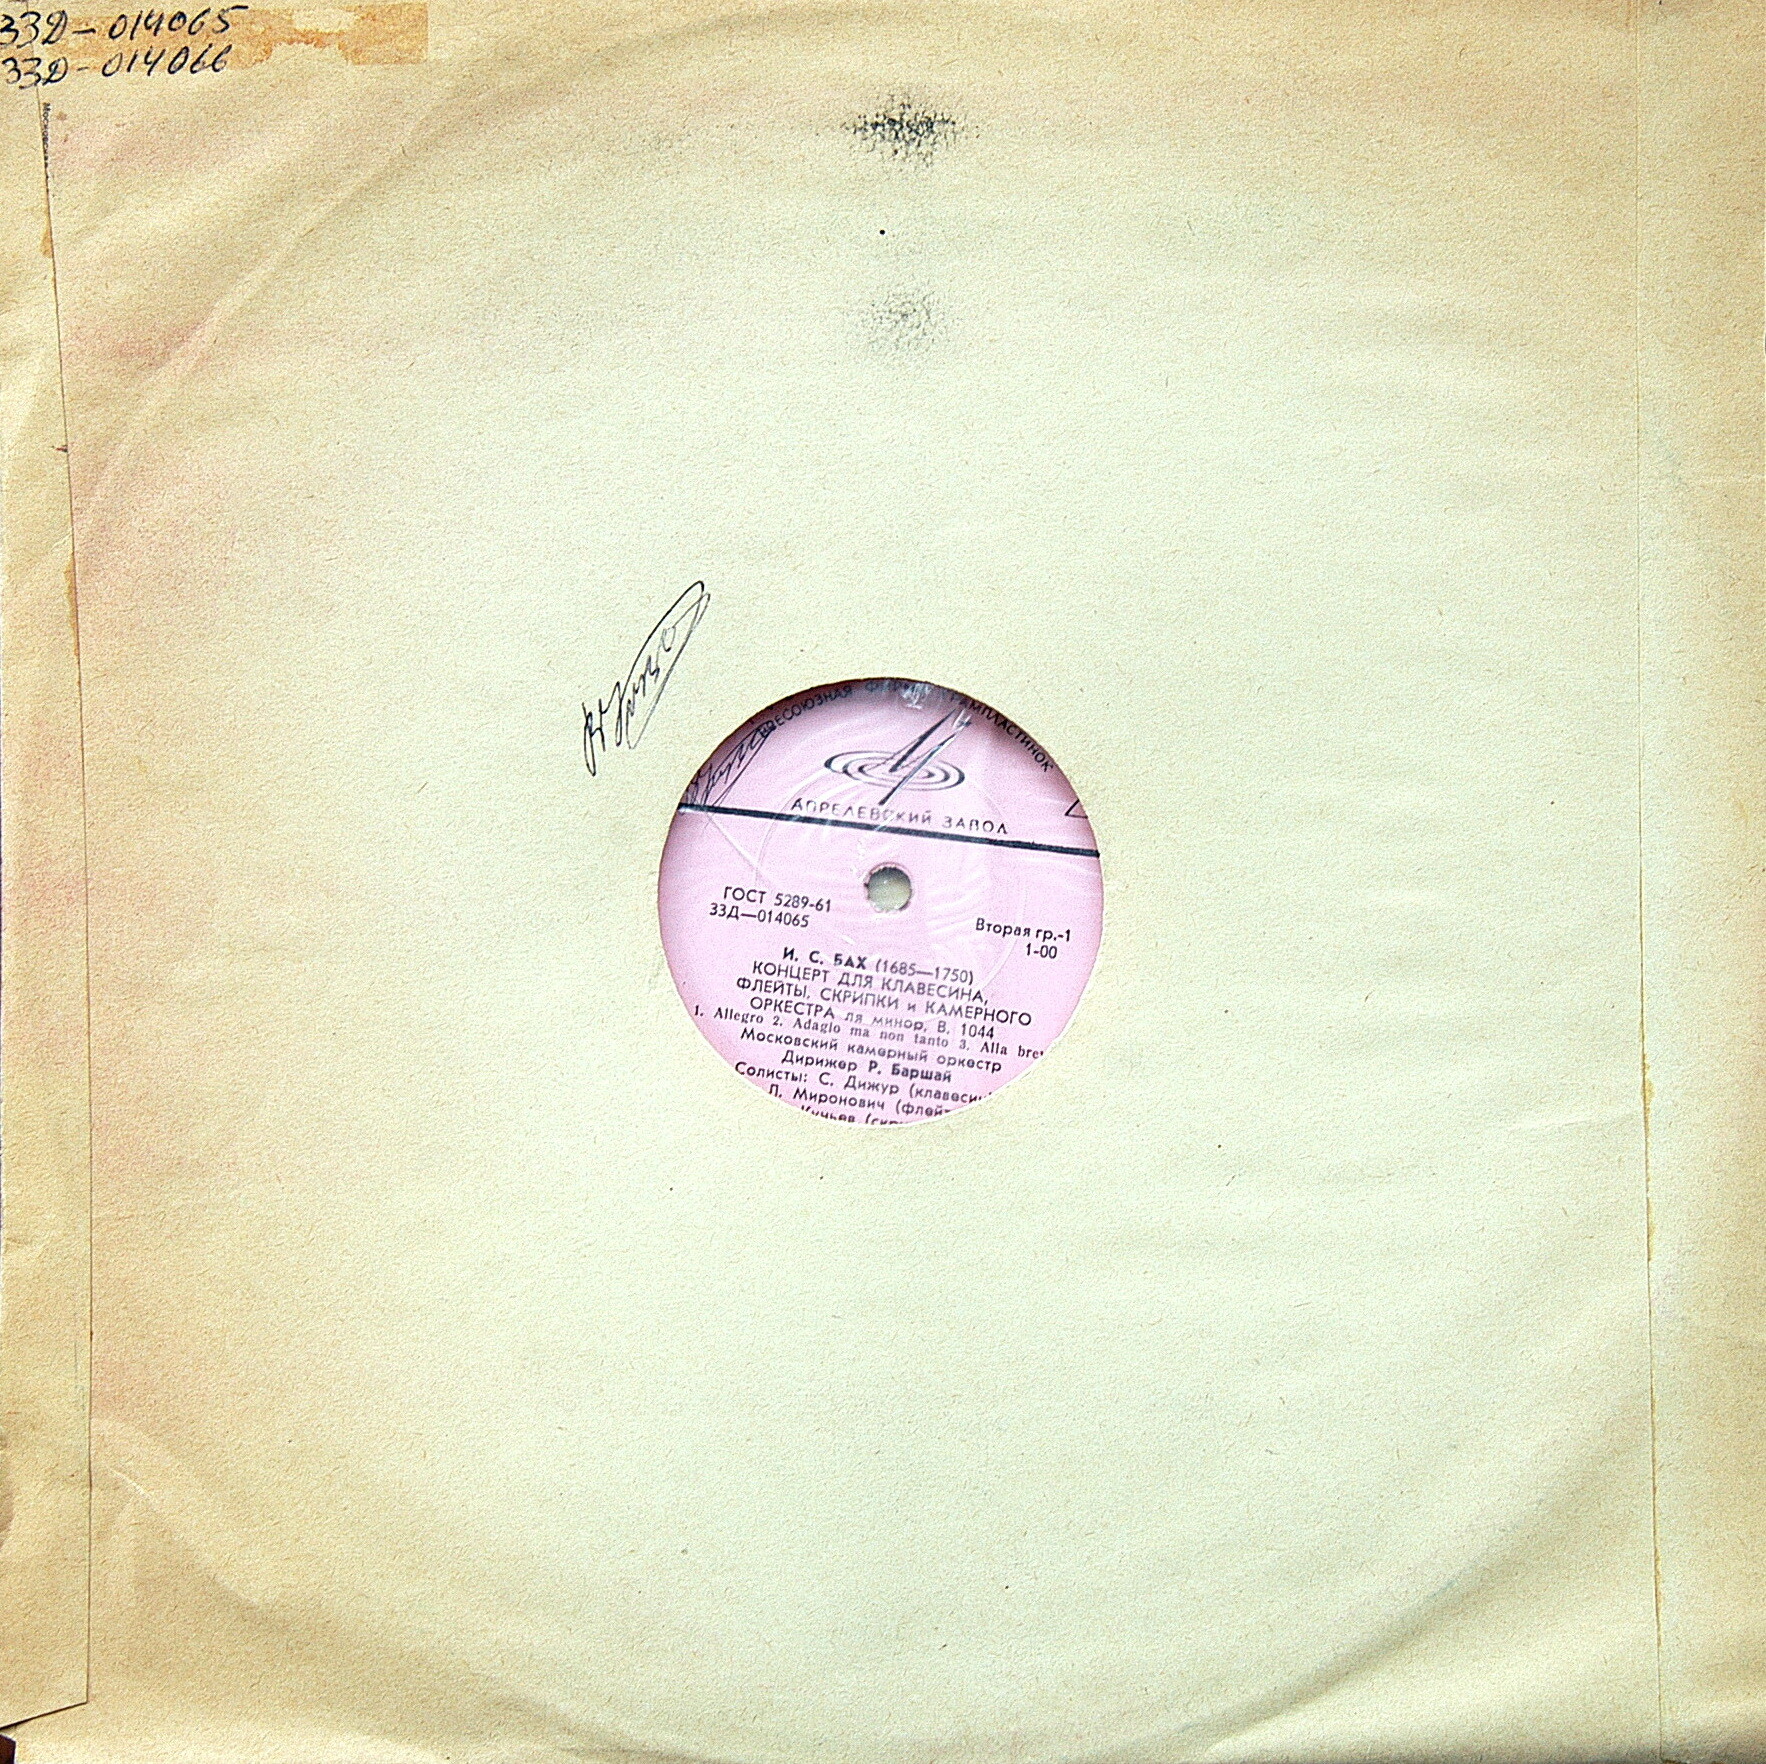 33Д-014065
33Д-014066
АПРЕЛЕВСКИЙ ЗАВОД
ГОСТ 5289-61
33Д—014065
Вторая гр.-1
1-00
И. С. БАХ (1685—1750)
КОНЦЕРТ ДЛЯ КЛАВЕСИНА,
ФЛЕЙТЫ, СКРИПКИ и КАМЕРНОГО
ОРКЕСТРА ля минор, В. 1044
1. Allegro 2. Adagio ma non tanto 3. Alla
Московский камерный оркестр
Дирижер Р. Баршай
Солисты: С. Дижур
Л. Миронович